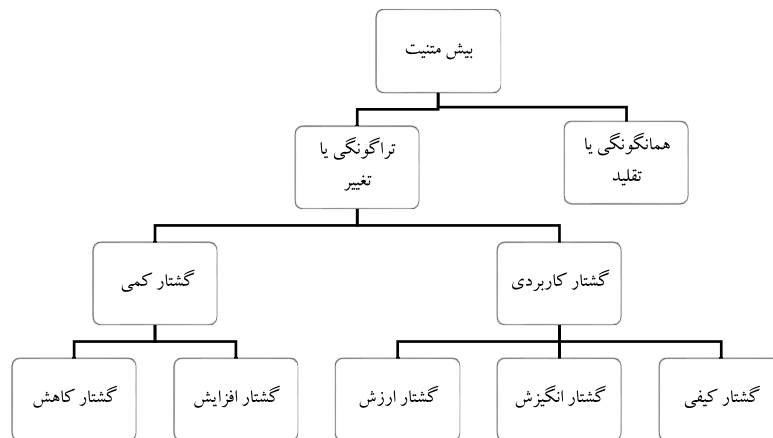 بیش متنیت
همانگونگی یا
تقلید
تراگونگی یا
تغییر
گشتار کاربردی
گشتار کمی
گشتار کیفی
گشتار انگیزش
گشتار ارزش
گشتار افزایش
گشتار کاهش